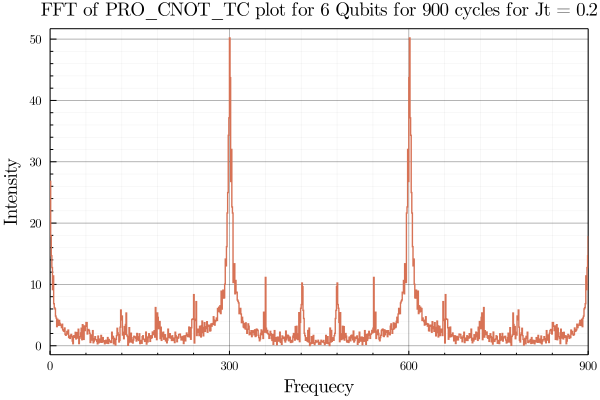 FFT of PRO_CNOT_TC plot for 6 Qubits for 900 cycles for Jt = 0.2
50
40
30
20
10
0
Intensity
0 300 600 900
Frequecy